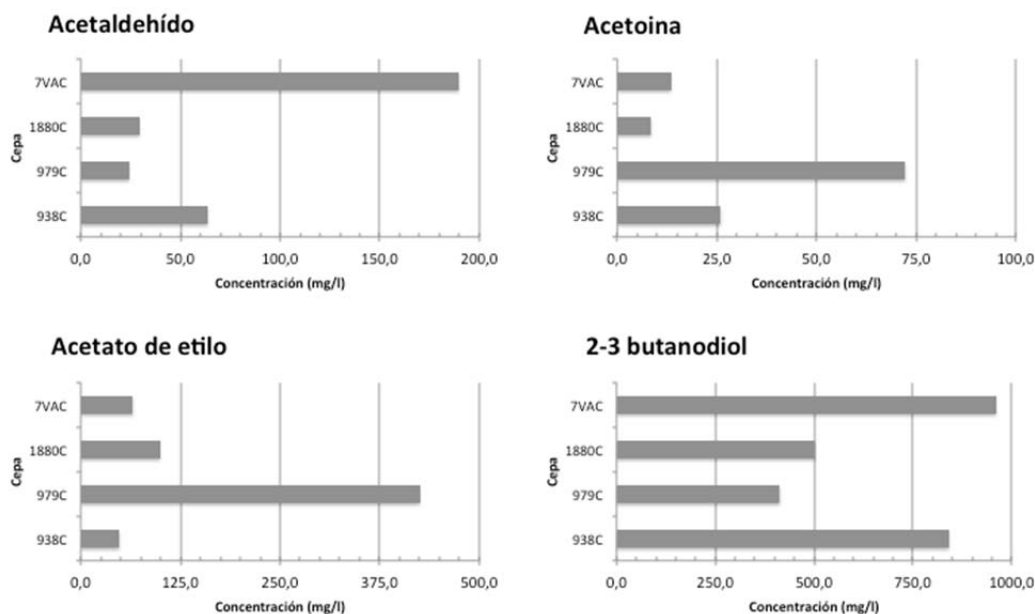 Acetaldehído
7VAC
1880C
979C
938C
Cepa
0,0 50,0 100,0 150,0 200,0
Concentración (mg/l)
Acetoina
7VAC
1880C
979C
938C
Cepa
0,0 25,0 50,0 75,0 100,0
Concentración (mg/l)
Acetato de etilo
7VAC
1880C
979C
938C
Cepa
0,0 125,0 250,0 375,0 500,0
Concentración (mg/l)
2-3 butanodiol
7VAC
1880C
979C
938C
Cepa
0,0 250,0 500,0 750,0 1000,0
Concentración (mg/l)